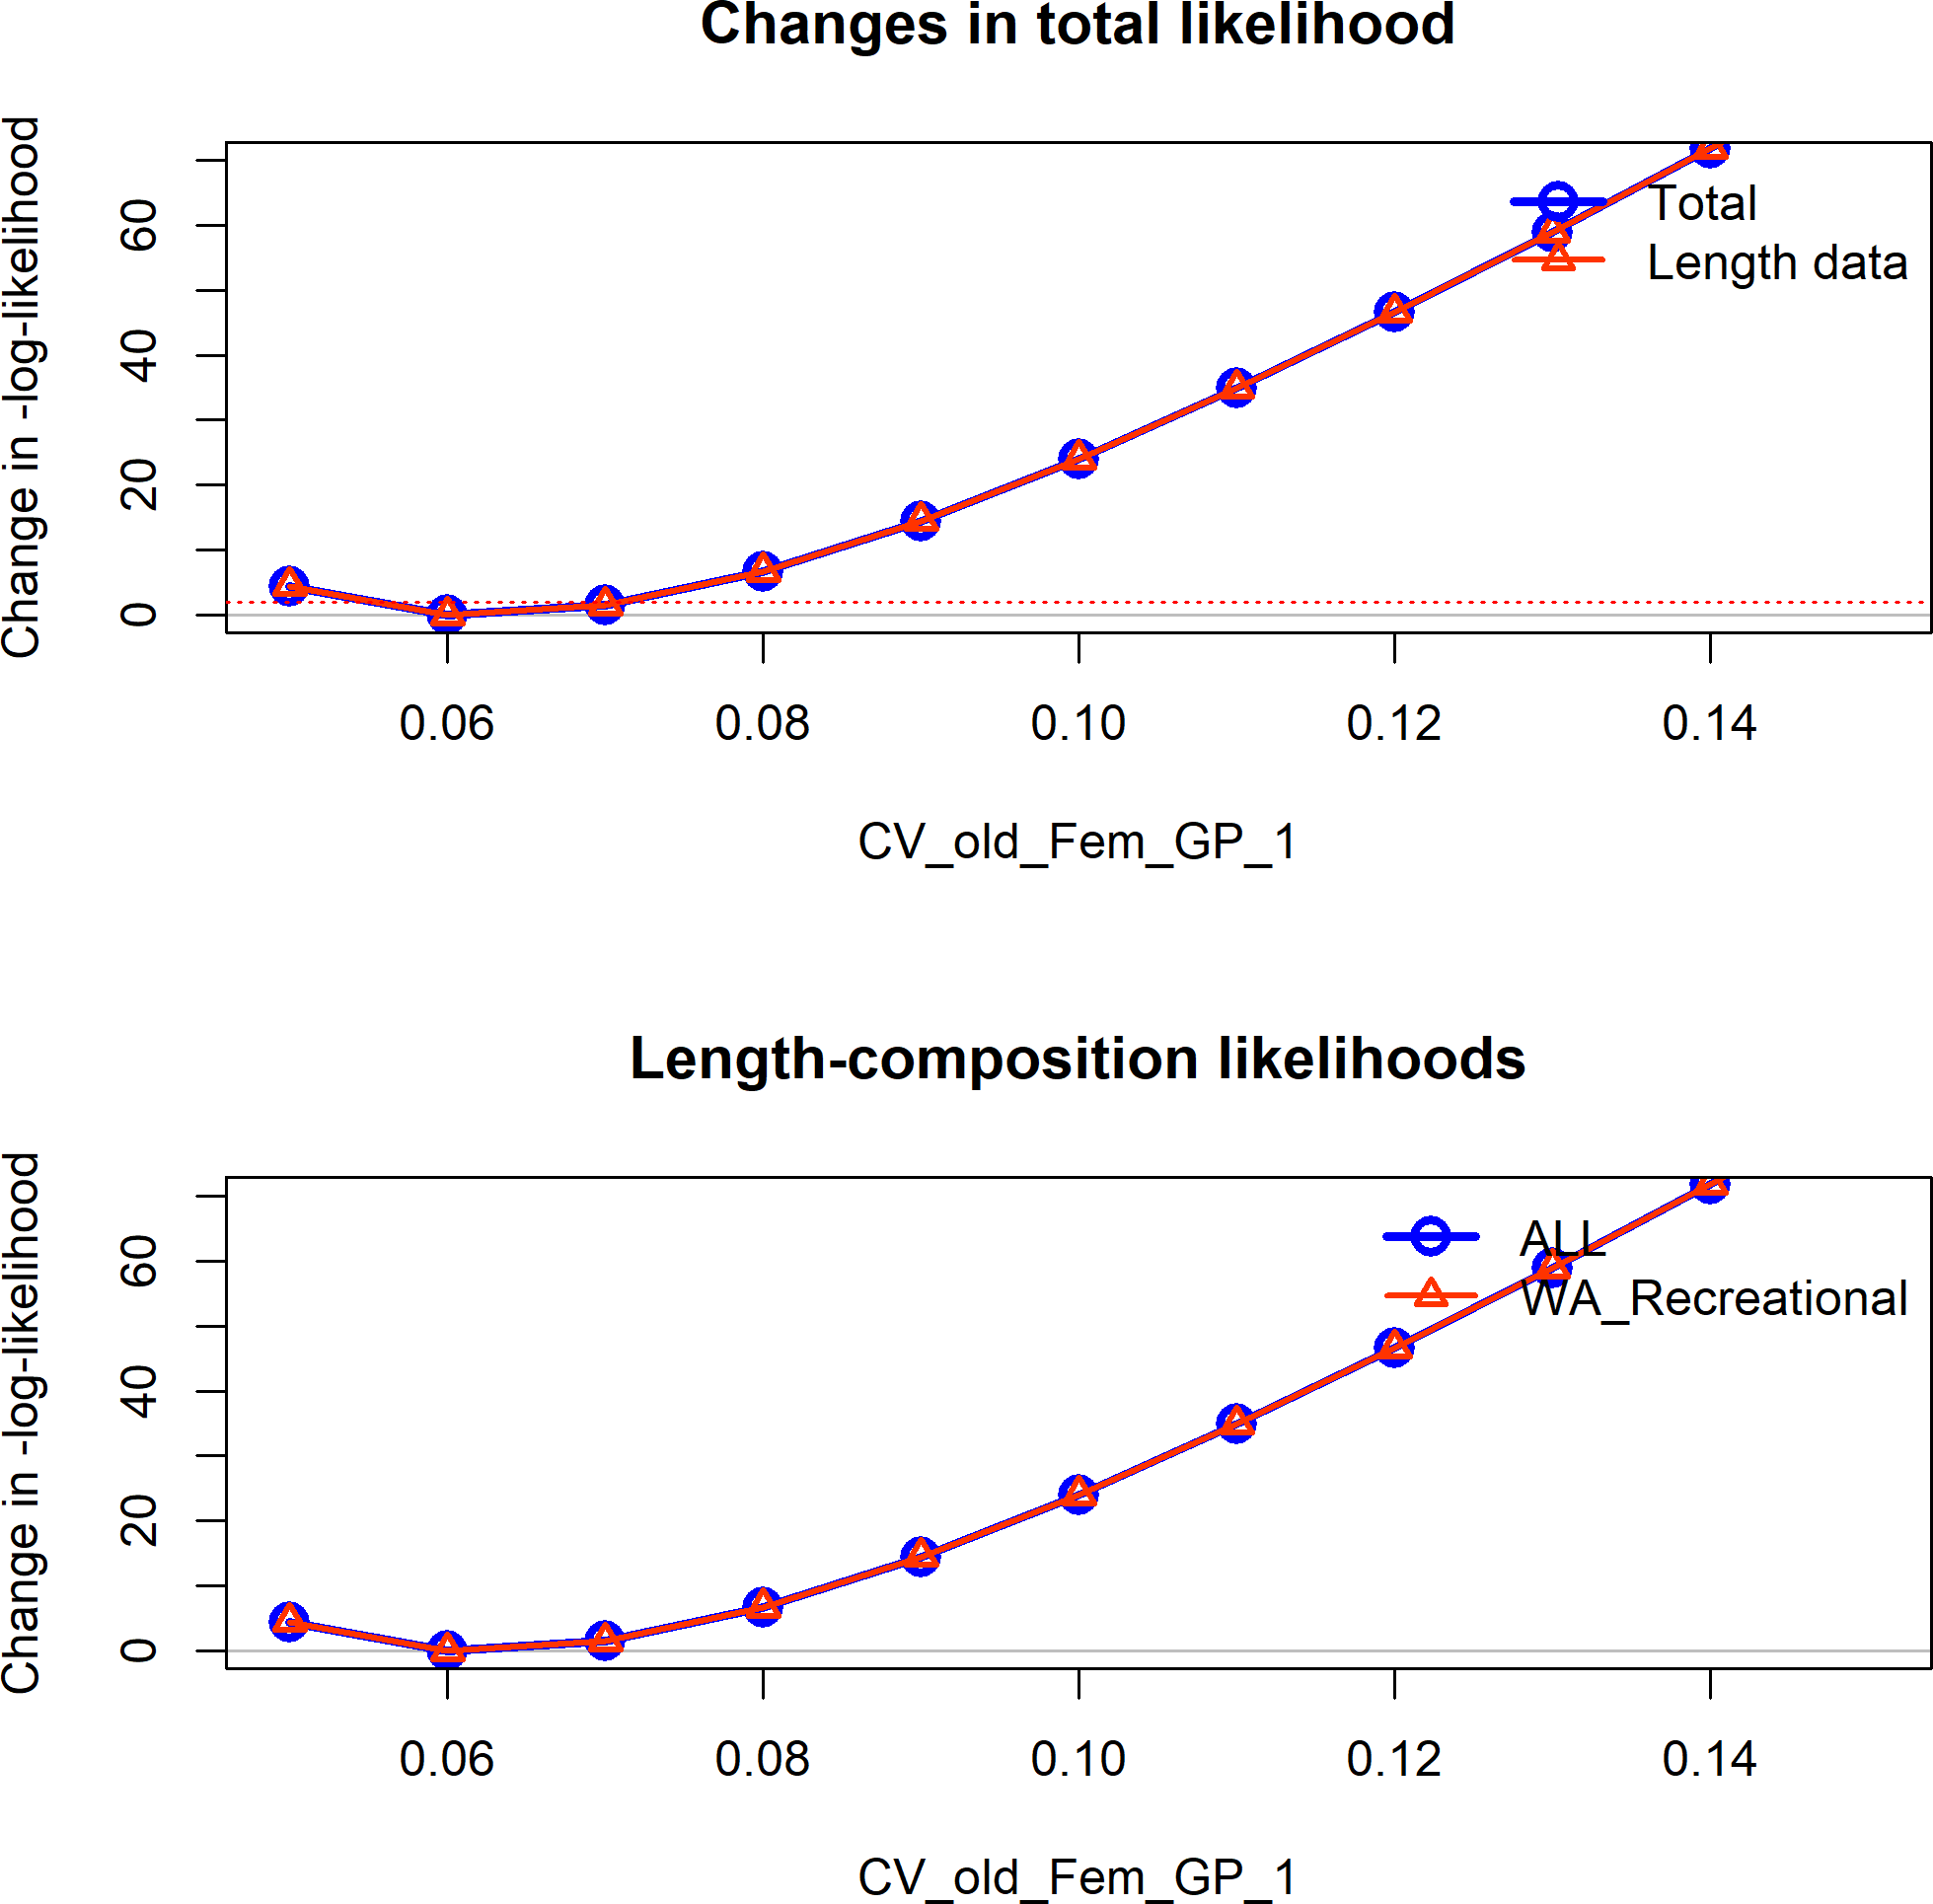 Changes in total likelihood
Change in -log-likelihood
60
40
20
0
Total
Length data
0.06 0.08 0.10 0.12 0.14
CV_old_Fem_GP_1
Length-composition likelihoods
Change in -log-likelihood
60
40
20
0
ALL
WA_Recreational
0.06 0.08 0.10 0.12 0.14
CV_old_Fem_GP_1